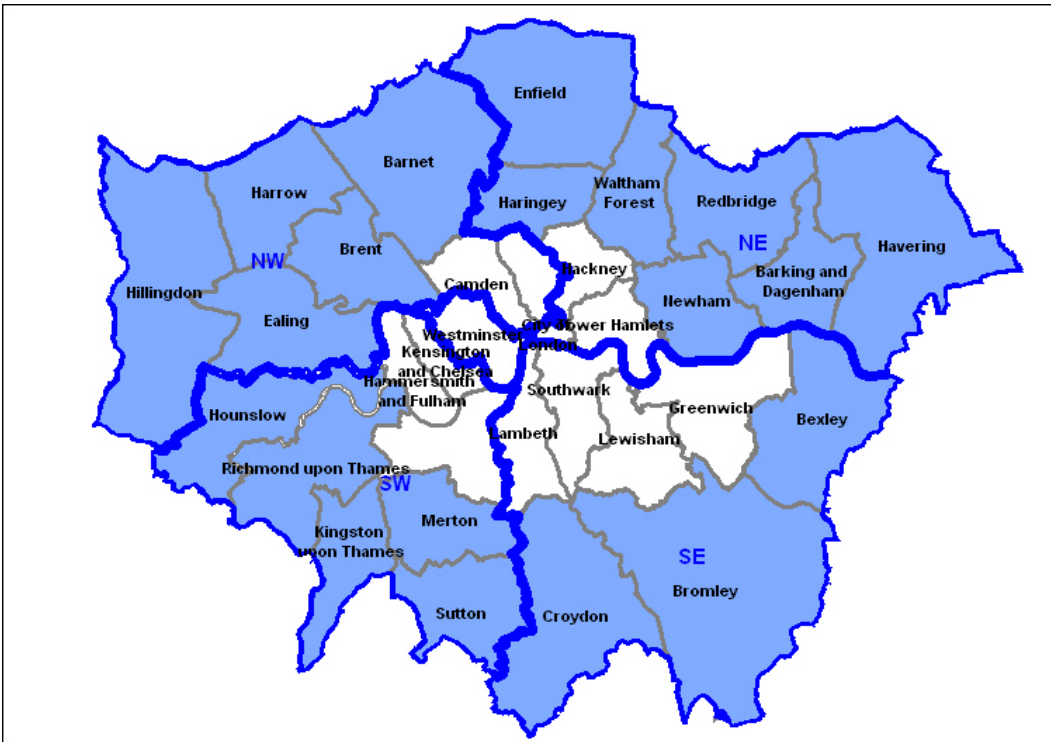 Enfield
Barnet
Harrow
Haringey
Waltham
Forest
Redbridge
NE
Havering
Brent
NW
Hillingdon
Ealing
Camden
Hackney
Barking and
Dagenham
Newham
Westminster
City of
London
Tower Hamlets
Kensington
and Chelsea
Hammersmith
and Fulham
Hounslow
Southwark
Greenwich
Bexley
Lambeth
Lewisham
Richmond upon Thames
SW
Merton
Kingston
upon Thames
SE
Bromley
Sutton
Croydon